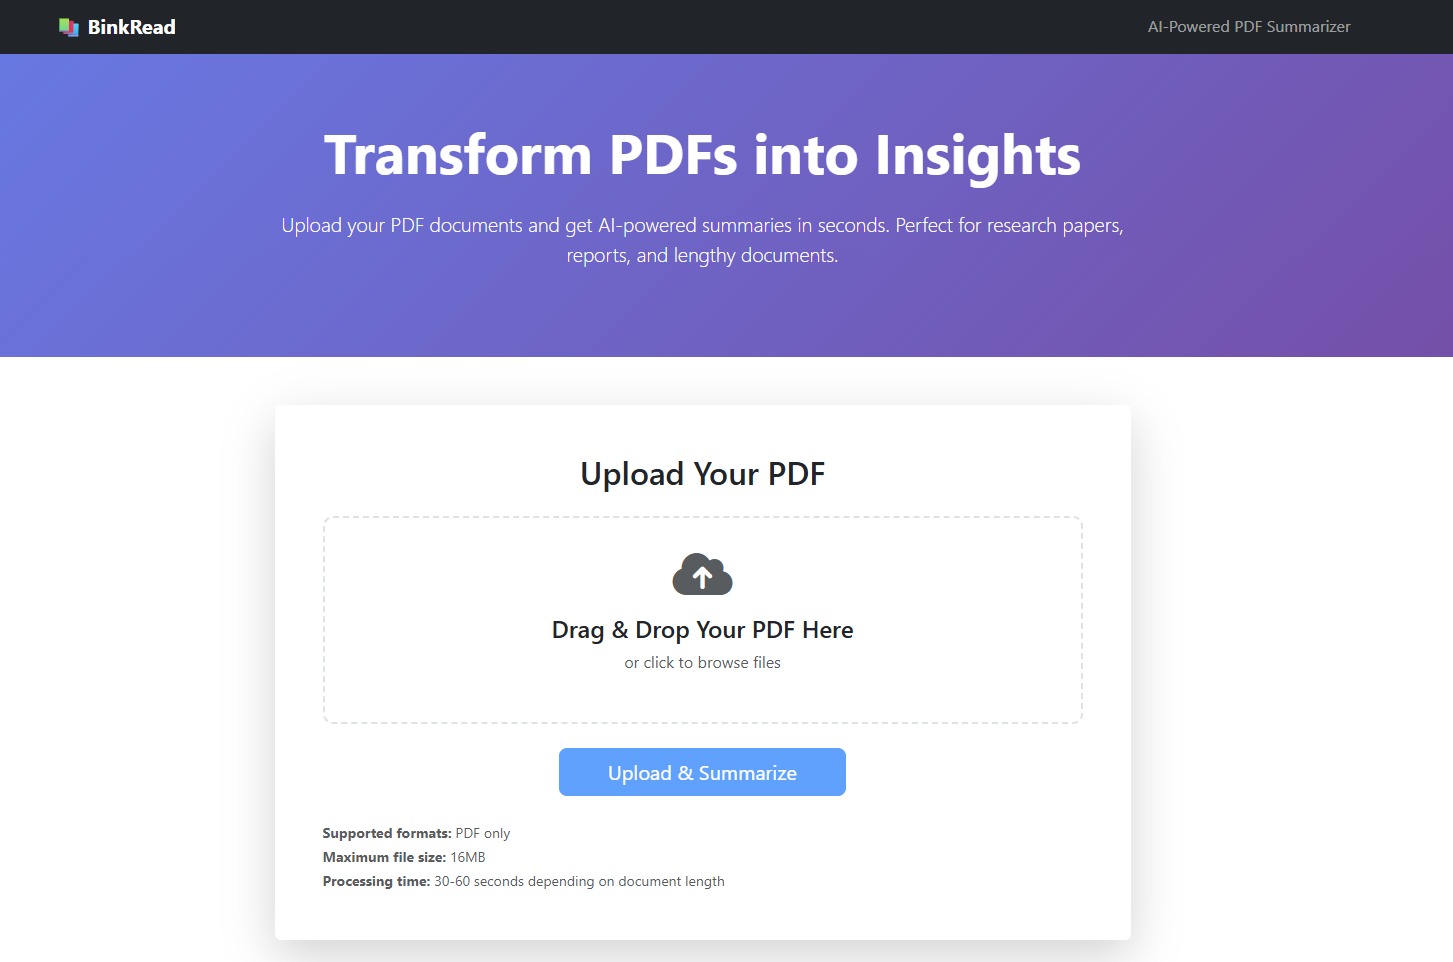 BinkRead
AI-Powered PDF Summarizer
Transform PDFs into Insights
Upload your PDF documents and get AI-powered summaries in seconds. Perfect for research papers,
reports, and lengthy documents.
Upload Your PDF
Drag & Drop Your PDF Here
or click to browse files
Upload & Summarize
Supported formats: PDF only
Maximum file size: 16MB
Processing time: 30-60 seconds depending on document length